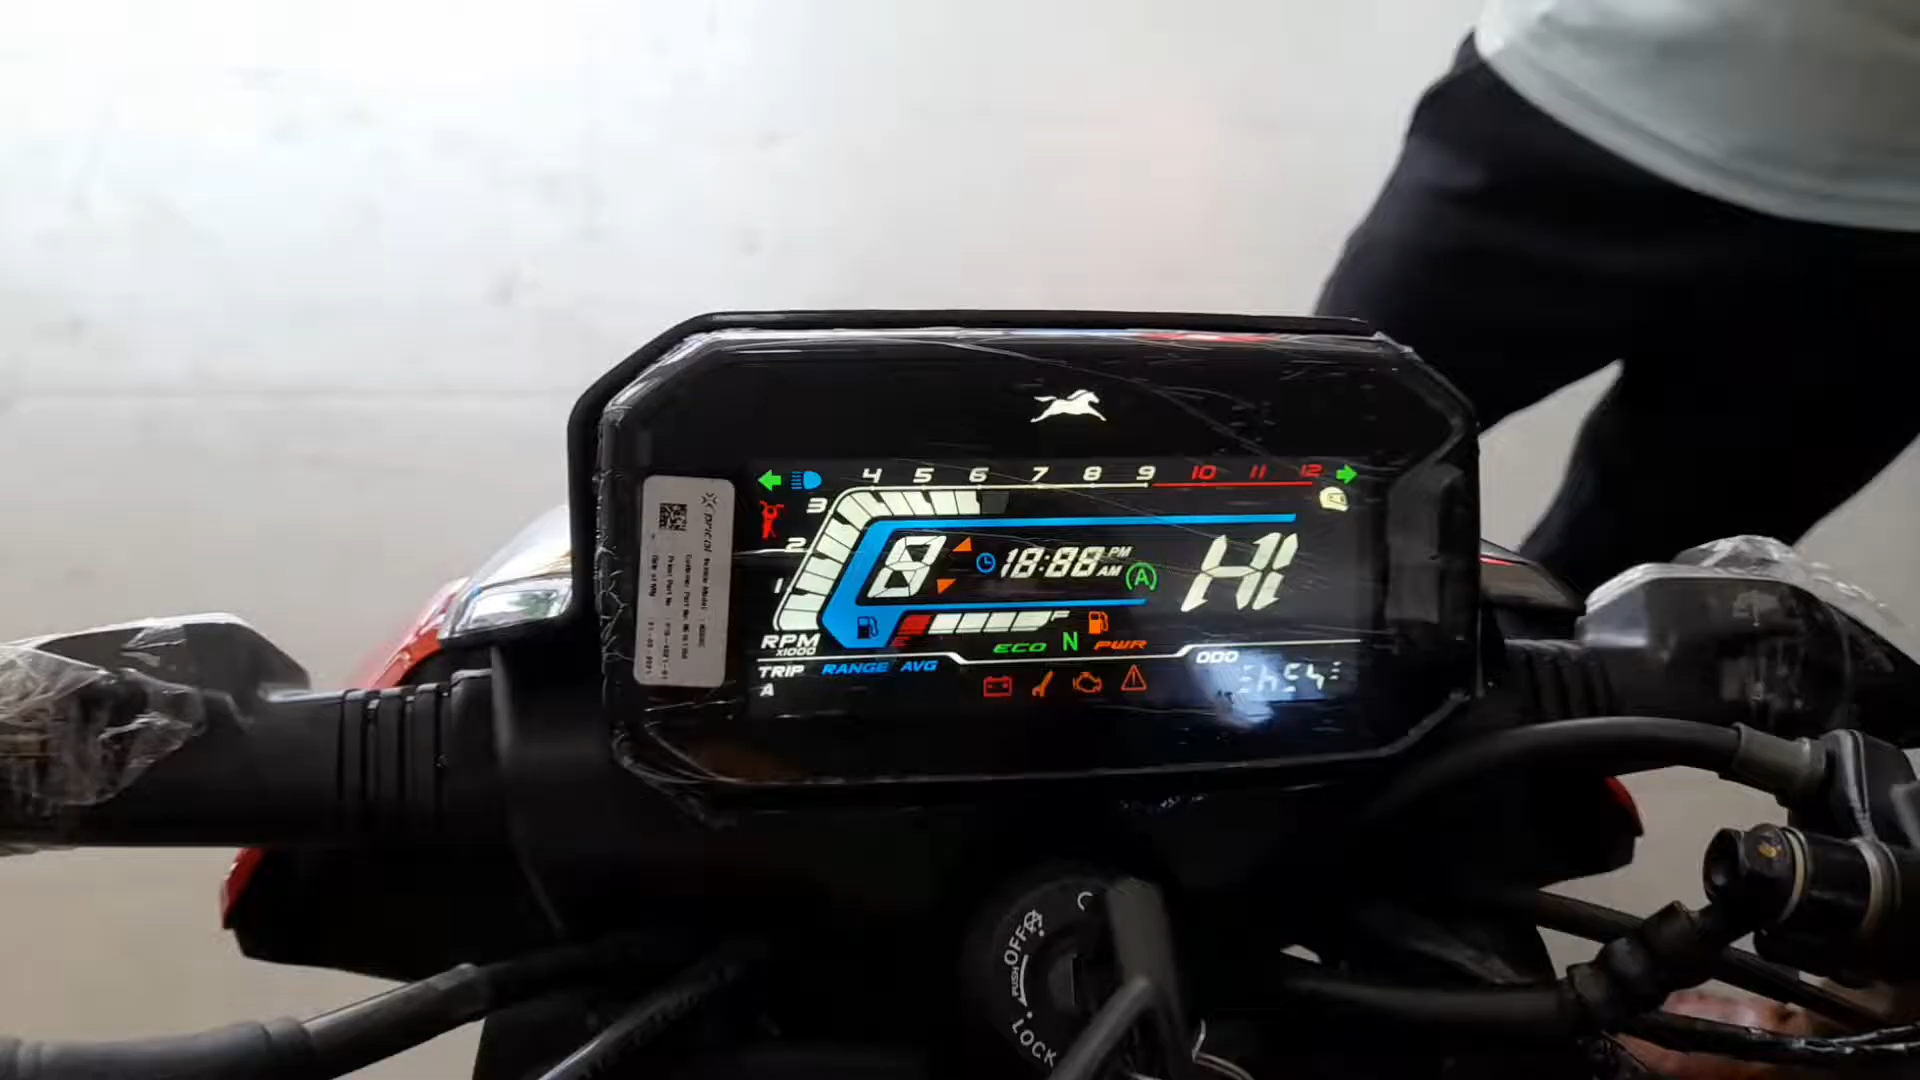 4 5 6 7 8 9 10 11 12
3
2
1
8
18:88 PM
AM
A
HI
F
E
RPM
X1000
ECO N PWR
TRIP RANGE AVG
A
ODO
pricol
OFF
PUSH
LOCK